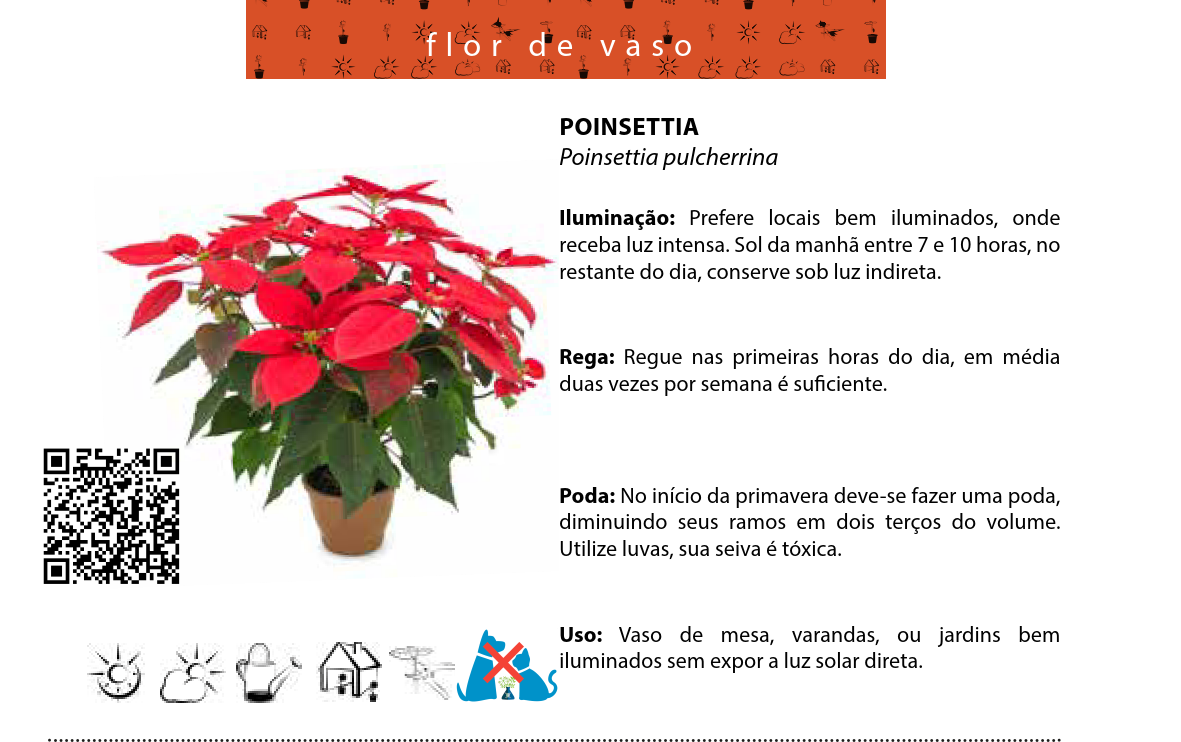 flor de vaso
POINSETTIA
Poinsettia pulcherrina
Iluminação: Prefere locais bem iluminados, onde
receba luz intensa. Sol da manhã entre 7 e 10 horas, no
restante do dia, conserve sob luz indireta.
Rega: Regue nas primeiras horas do dia, em média
duas vezes por semana é suficiente.
Poda: No início da primavera deve-se fazer uma poda,
diminuindo seus ramos em dois terços do volume.
Utilize luvas, sua seiva é tóxica.
Uso: Vaso de mesa, varandas, ou jardins bem
iluminados sem expor a luz solar direta.